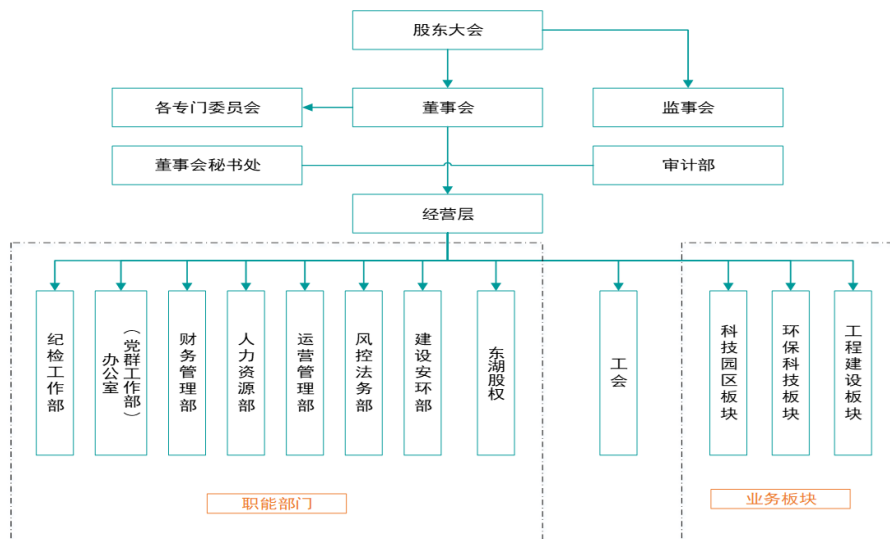 股东大会
各专门委员会
董事会
监事会
董事会秘书处
审计部
经营层
纪检工作部
办公室
（党群工作部）
财务管理部
人力资源部
运营管理部
风控法务部
建设安环部
东湖股权
工会
科技园区板块
环保科技板块
工程建设板块
职能部门
业务板块